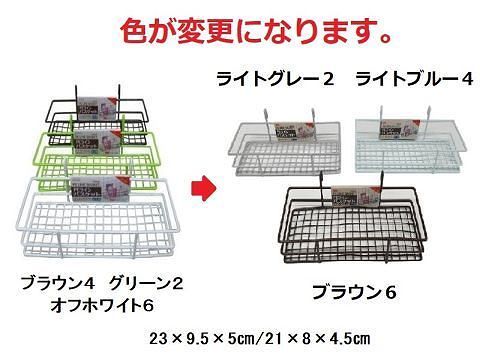 色が変更になります。
ライトグレー２　ライトブルー４
ブラウン４　グリーン２
オフホワイト６
ブラウン６
23×9.5×5㎝/21×8×4.5㎝